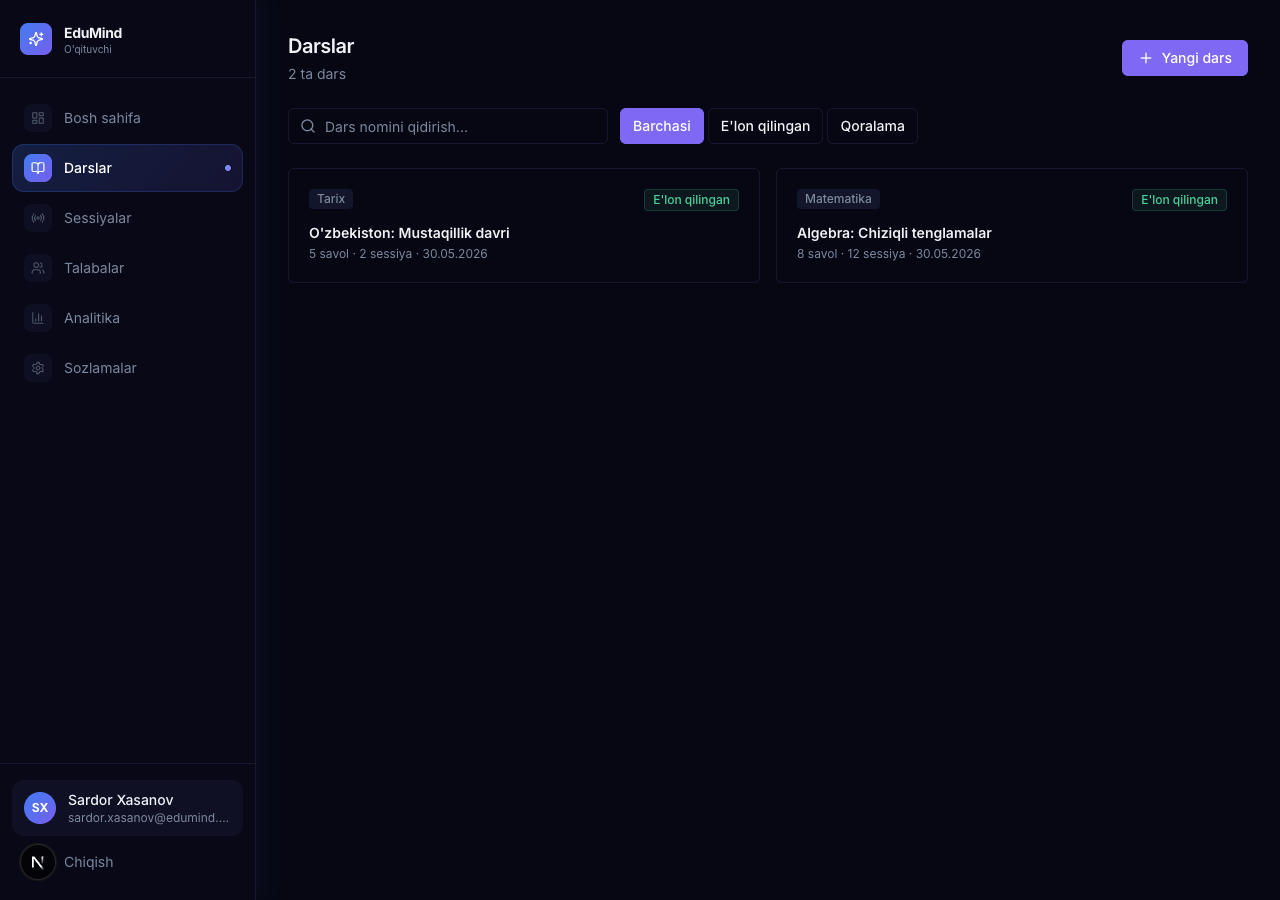 EduMind
O'qituvchi
Bosh sahifa
Darslar
Sessiyalar
Talabalar
Analitika
Sozlamalar
SX
Sardor Xasanov
sardor.xasanov@edumind....
N
Chiqish
Darslar
2 ta dars
Yangi dars
Dars nomini qidirish...
Barchasi
E'lon qilingan
Qoralama
Tarix
E'lon qilingan
O'zbekiston: Mustaqillik davri
5 savol · 2 sessiya · 30.05.2026
Matematika
E'lon qilingan
Algebra: Chiziqli tenglamalar
8 savol · 12 sessiya · 30.05.2026